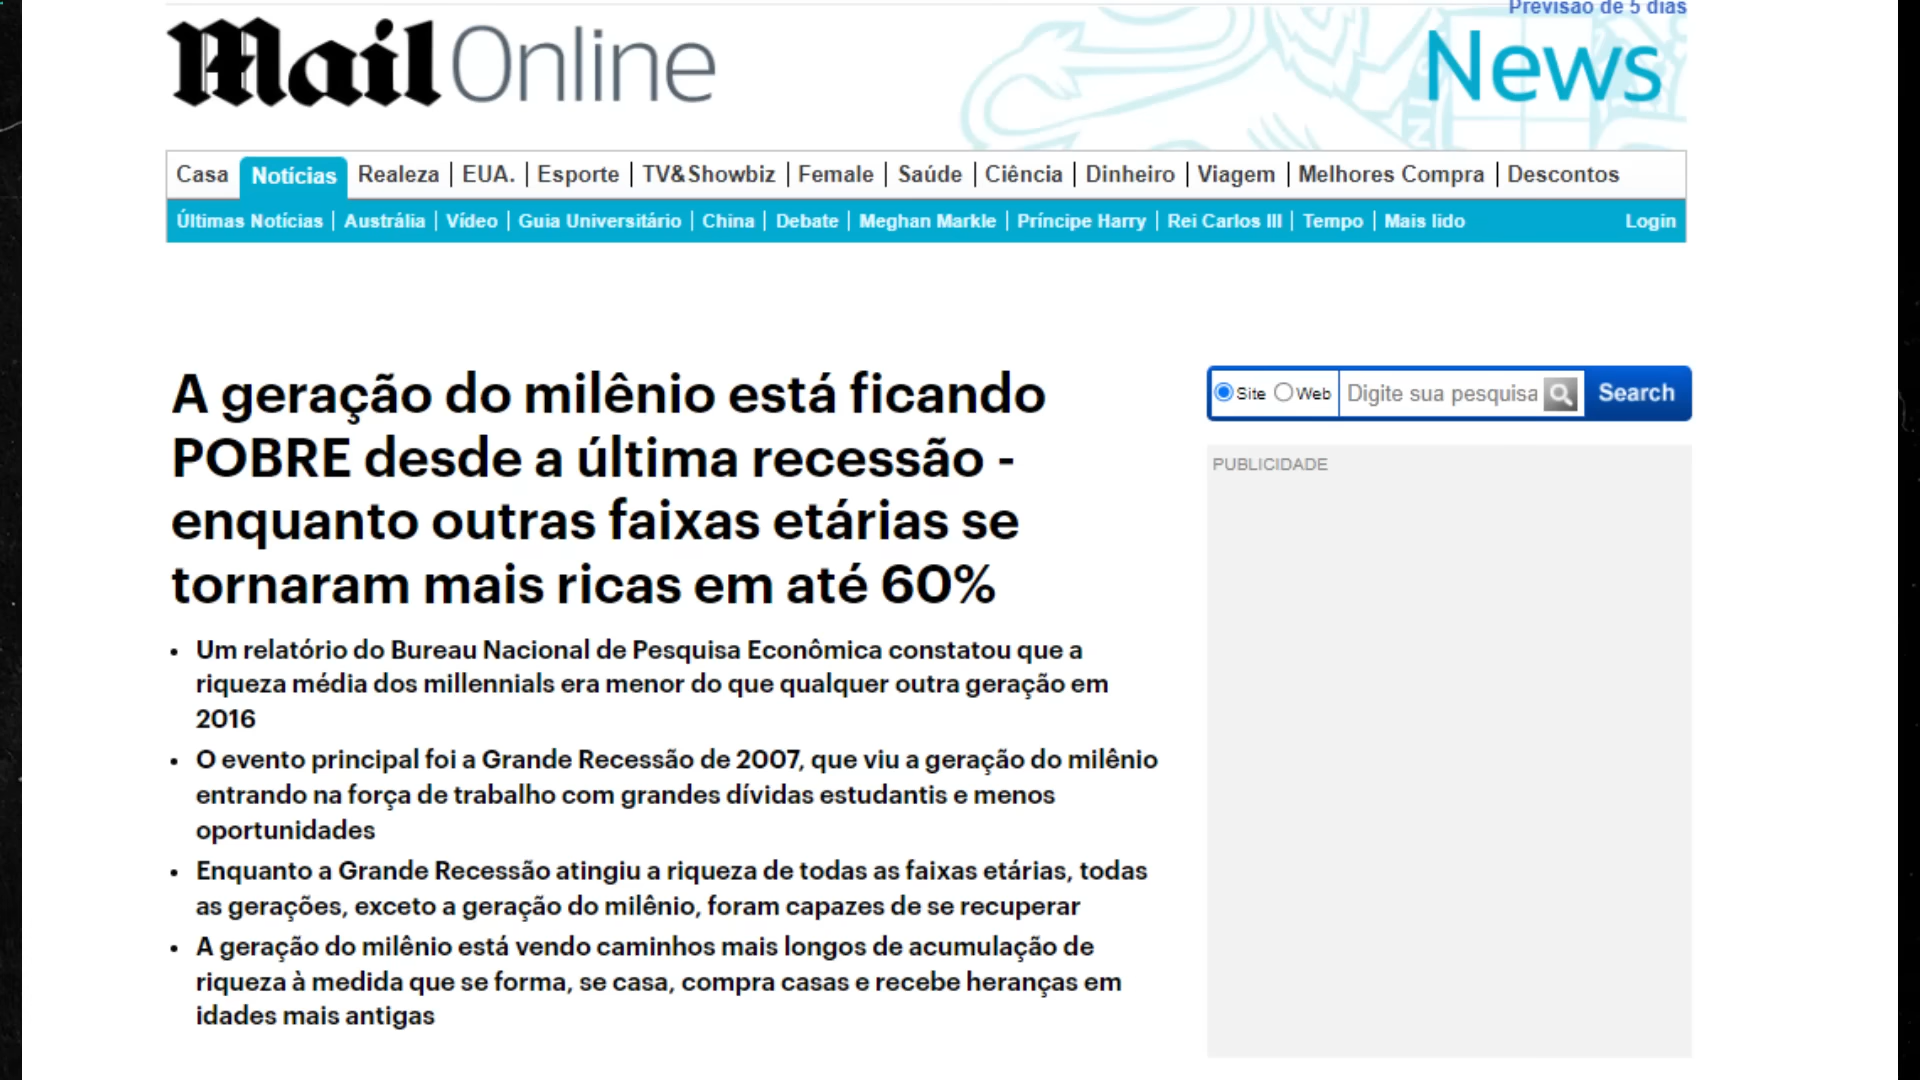 Previsão de 5 dias
Mail Online
News
Casa Notícias Realeza EUA. Esporte TV&Showbiz Female Saúde Ciência Dinheiro Viagem Melhores Compra Descontos
Últimas Notícias Austrália Vídeo Guia Universitário China Debate Meghan Markle Príncipe Harry Rei Carlos III Tempo Mais lido Login
A geração do milênio está ficando
POBRE desde a última recessão -
enquanto outras faixas etárias se
tornaram mais ricas em até 60%
Um relatório do Bureau Nacional de Pesquisa Econômica constatou que a
riqueza média dos millennials era menor do que qualquer outra geração em
2016
O evento principal foi a Grande Recessão de 2007, que viu a geração do milênio
entrando na força de trabalho com grandes dívidas estudantis e menos
oportunidades
Enquanto a Grande Recessão atingiu a riqueza de todas as faixas etárias, todas
as gerações, exceto a geração do milênio, foram capazes de se recuperar
A geração do milênio está vendo caminhos mais longos de acumulação de
riqueza à medida que se forma, se casa, compra casas e recebe heranças em
idades mais antigas
Site Web Digite sua pesquisa Search
PUBLICIDADE